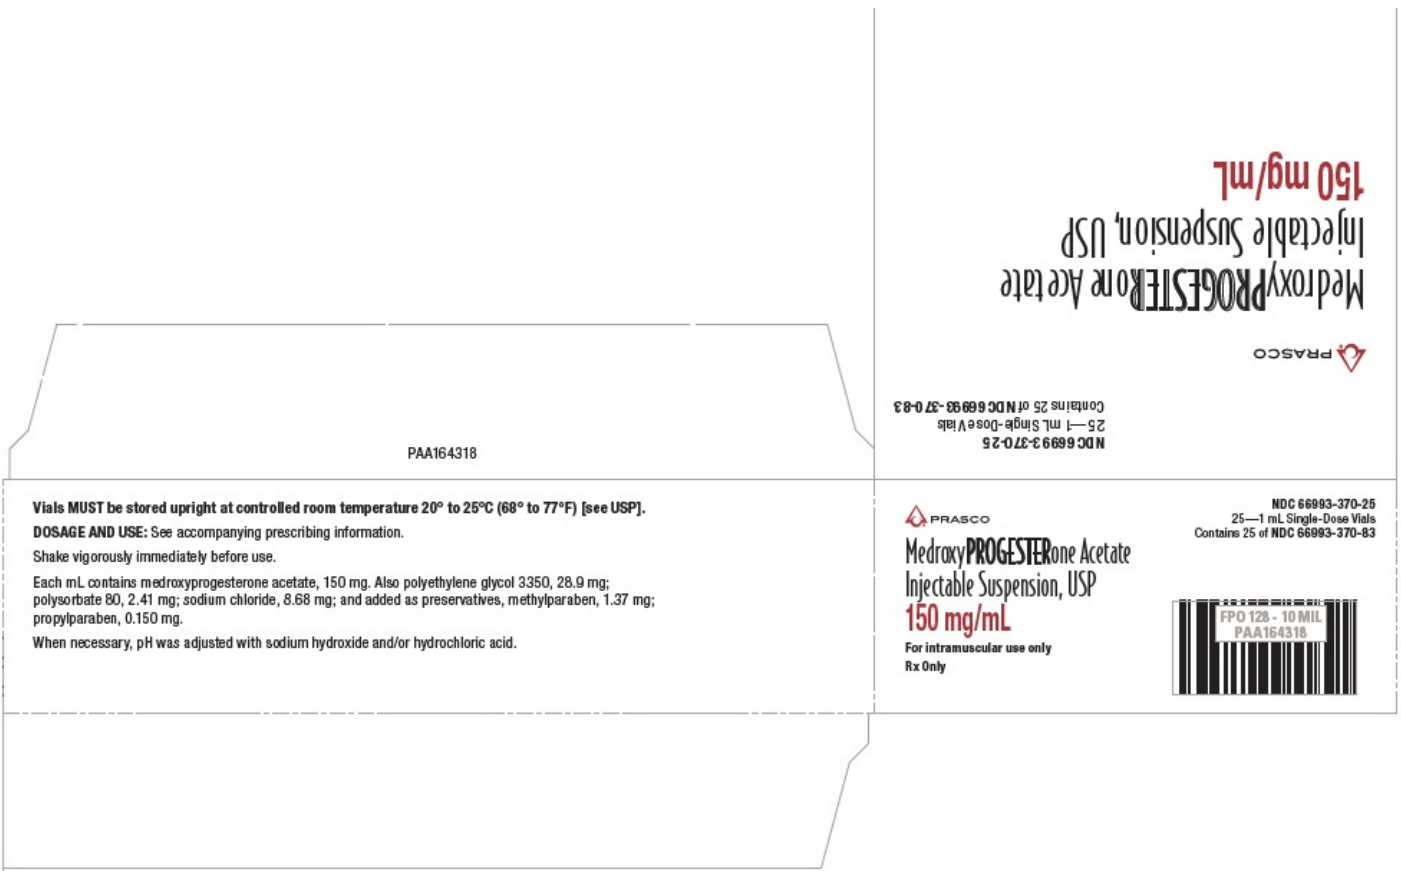 150 mg/mL
Injectable Suspension, USP
MedroxyPROGESTERone Acetate
PRASCO
Contains 25 of NDC 66993-370-83
25—1 mL Single-Dose Vials
NDC 66993-370-25
PAA164318
Vials MUST be stored upright at controlled room temperature 20° to 25°C (68° to 77°F) [see USP].
DOSAGE AND USE: See accompanying prescribing information.
Shake vigorously immediately before use.
Each mL contains medroxyprogesterone acetate, 150 mg. Also polyethylene glycol 3350, 28.9 mg;
polysorbate 80, 2.41 mg; sodium chloride, 8.68 mg; and added as preservatives, methylparaben, 1.37 mg;
propylparaben, 0.150 mg.
When necessary, pH was adjusted with sodium hydroxide and/or hydrochloric acid.
PRASCO
MedroxyPROGESTERone Acetate
Injectable Suspension, USP
150 mg/mL
For intramuscular use only
Rx Only
NDC 66993-370-25
25—1 mL Single-Dose Vials
Contains 25 of NDC 66993-370-83
FPO 128 - 10 MIL
PAA164318